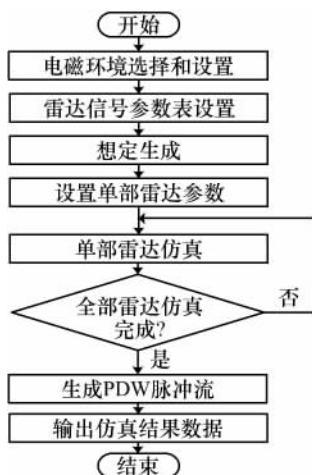 开始
电磁环境选择和设置
雷达信号参数表设置
想定生成
设置单部雷达参数
单部雷达仿真
全部雷达仿真
完成?
否
是
生成PDW脉冲流
输出仿真结果数据
结束